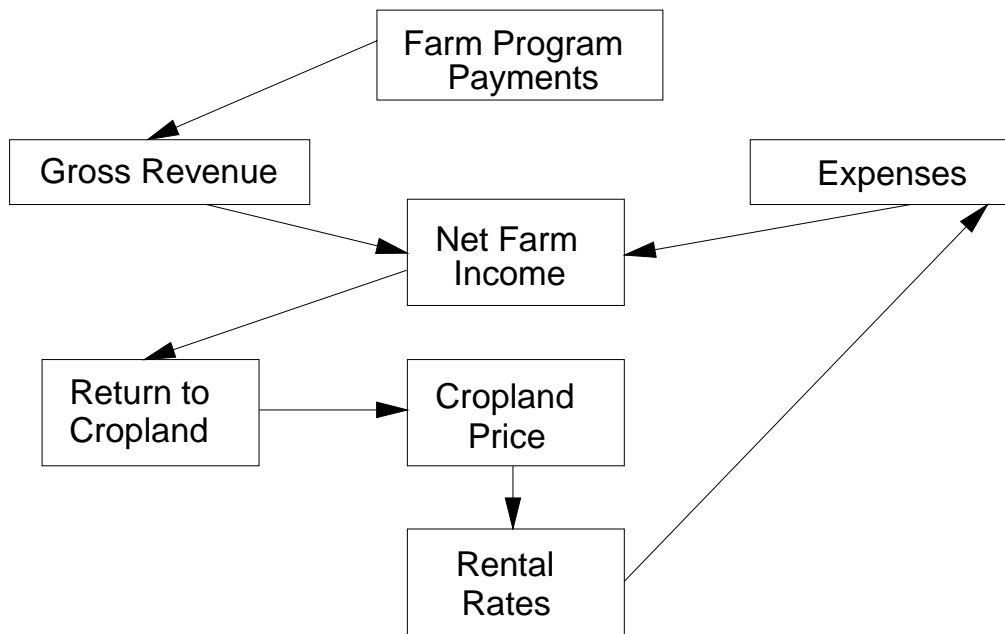 Farm Program
Payments
Gross Revenue
Expenses
Net Farm
Income
Return to
Cropland
Cropland
Price
Rental
Rates